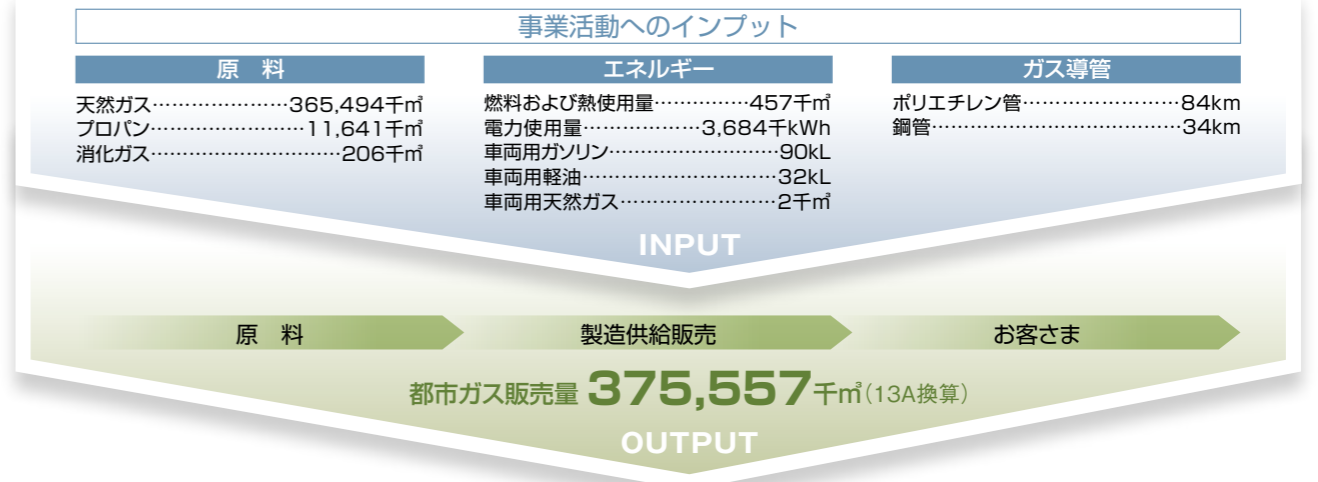 事業活動へのインプット
原　料
天然ガス…………………365,494千㎥
プロパン……………………11,641千㎥
消化ガス…………………………206千㎥
エネルギー
燃料および熱使用量……………457千㎥
電力使用量………………3,684千kWh
車両用ガソリン………………………90kL
車両用軽油…………………………32kL
車両用天然ガス……………………2千㎥
ガス導管
ポリエチレン管……………………84km
鋼管…………………………………34km
INPUT
原　料
製造供給販売
お客さま
都市ガス販売量 375,557千㎥(13A換算)
OUTPUT